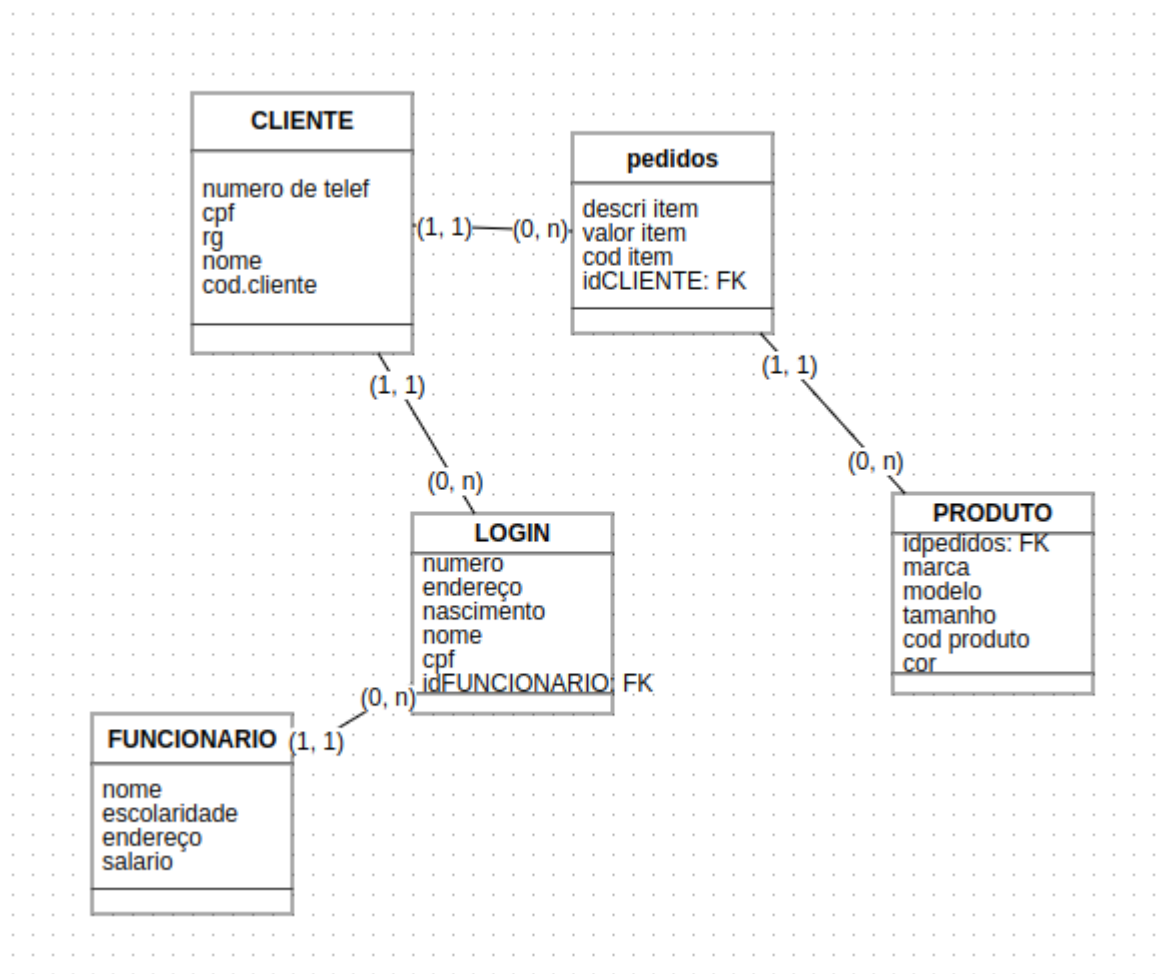 CLIENTE
numero de telef
cpf
rg
nome
cod.cliente
(1, 1)
(0, n)
pedidos
descri item
valor item
cod item
idCLIENTE: FK
(1, 1)
(0, n)
(1, 1)
(0, n)
PRODUTO
idpedidos: FK
marca
modelo
tamanho
cod produto
cor
LOGIN
numero
endereço
nascimento
nome
cpf
idFUNCIONARIO: FK
(0, n)
(1, 1)
FUNCIONARIO
nome
escolaridade
endereço
salario